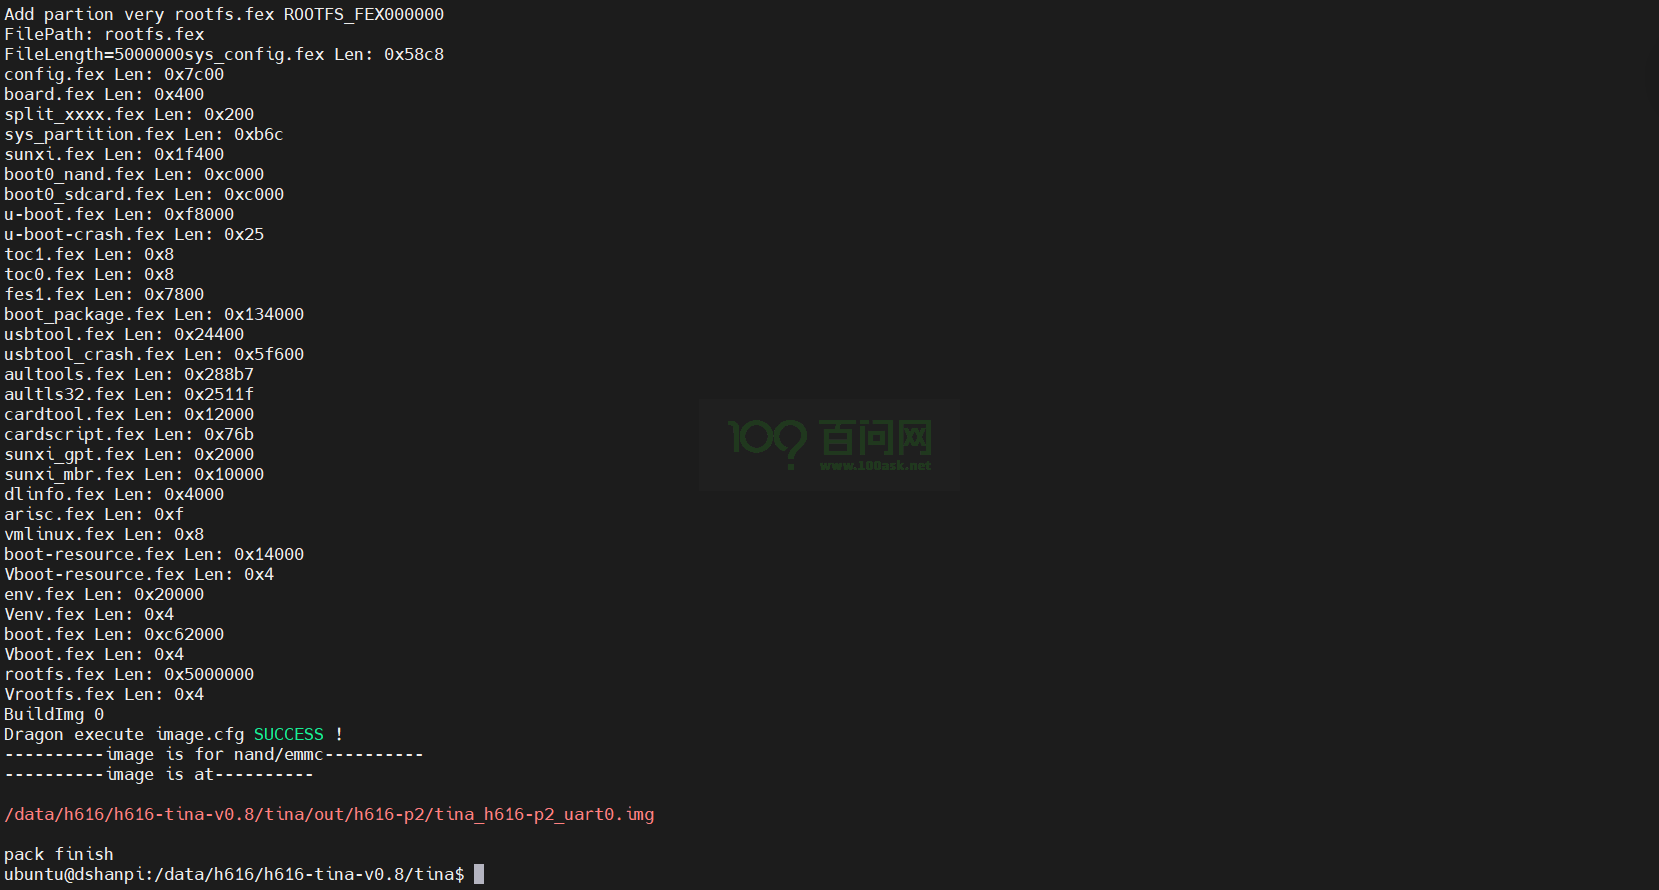 Add partion very rootfs.fex ROOTFS_FEX000000
FilePath: rootfs.fex
FileLength=5000000sys_config.fex Len: 0x58c8
config.fex Len: 0x7c00
board.fex Len: 0x400
split_xxxx.fex Len: 0x200
sys_partition.fex Len: 0xb6c
sunxi.fex Len: 0x1f400
boot0_nand.fex Len: 0xc000
boot0_sdcard.fex Len: 0xc000
u-boot.fex Len: 0xf8000
u-boot-crash.fex Len: 0x25
toc1.fex Len: 0x8
toc0.fex Len: 0x8
fes1.fex Len: 0x7800
boot_package.fex Len: 0x134000
usbtool.fex Len: 0x24400
usbtool_crash.fex Len: 0x5f600
aultools.fex Len: 0x288b7
aultls32.fex Len: 0x2511f
cardtool.fex Len: 0x12000
cardscript.fex Len: 0x76b
sunxi_gpt.fex Len: 0x2000
sunxi_mbr.fex Len: 0x10000
dlinfo.fex Len: 0x4000
arisc.fex Len: 0xf
vmlinux.fex Len: 0x8
boot-resource.fex Len: 0x14000
Vboot-resource.fex Len: 0x4
env.fex Len: 0x20000
Venv.fex Len: 0x4
boot.fex Len: 0xc62000
Vboot.fex Len: 0x4
rootfs.fex Len: 0x5000000
Vrootfs.fex Len: 0x4
BuildImg 0
Dragon execute image.cfg SUCCESS !
----------image is for nand/emmc----------
----------image is at----------
/data/h616/h616-tina-v0.8/tina/out/h616-p2/tina_h616-p2_uart0.img
pack finish
ubuntu@dshanpi:/data/h616/h616-tina-v0.8/tina$
100? 百问网
www.100ask.net